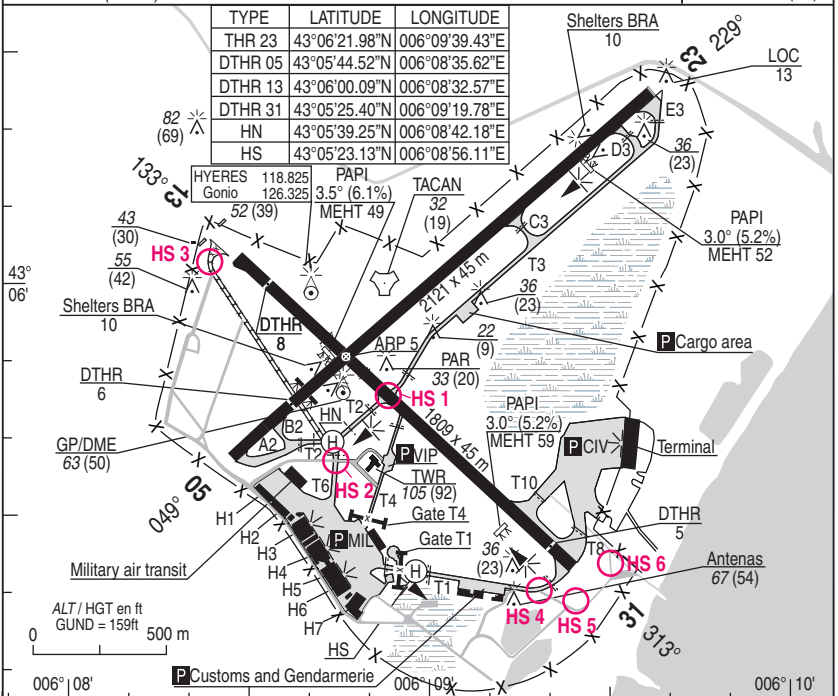 TYPE LATITUDE LONGITUDE
THR 23 43°06'21.98"N 006°09'39.43"E
DTHR 05 43°05'44.52"N 006°08'35.62"E
DTHR 13 43°06'00.09"N 006°08'32.57"E
DTHR 31 43°05'25.40"N 006°09'19.78"E
HN 43°05'39.25"N 006°08'42.18"E
HS 43°05'23.13"N 006°08'56.11"E
Shelters BRA
10
23
229°
LOC
13
E3
82
(69)
D3
36
(23)
133°
13
HYERES 118.825
Gonio 126.325
52 (39)
PAPI
3.5° (6.1%)
MEHT 49
TACAN
32
(19)
43
(30)
HS 3
55
(42)
C3
PAPI
3.0° (5.2%)
MEHT 52
T3
43°
06'
2121 x 45 m
36
(23)
Shelters BRA
10
DTHR
8
22
(9)
P Cargo area
ARP 5
PAR
33 (20)
DTHR
6
HS 1
HN
T2
PAPI
3.0° (5.2%)
MEHT 59
B2
A2
H
T2
GP/DME
63 (50)
1809 x 45 m
P VIP
P CIV
Terminal
HS 2
TWR
105 (92)
T6
T4
T10
05
049°
H1
H2
H3
H4
H5
H6
H7
Gate T4
Gate T1
DTHR
5
P MIL
36
(23)
T8
HS 6
Military air transit
H
T1
Antenas
67 (54)
HS 4
HS 5
31
313°
ALT / HGT en ft
GUND = 159ft
0 500 m
HS
P Customs and Gendarmerie
006° 08' 006° 09' 006° 10'